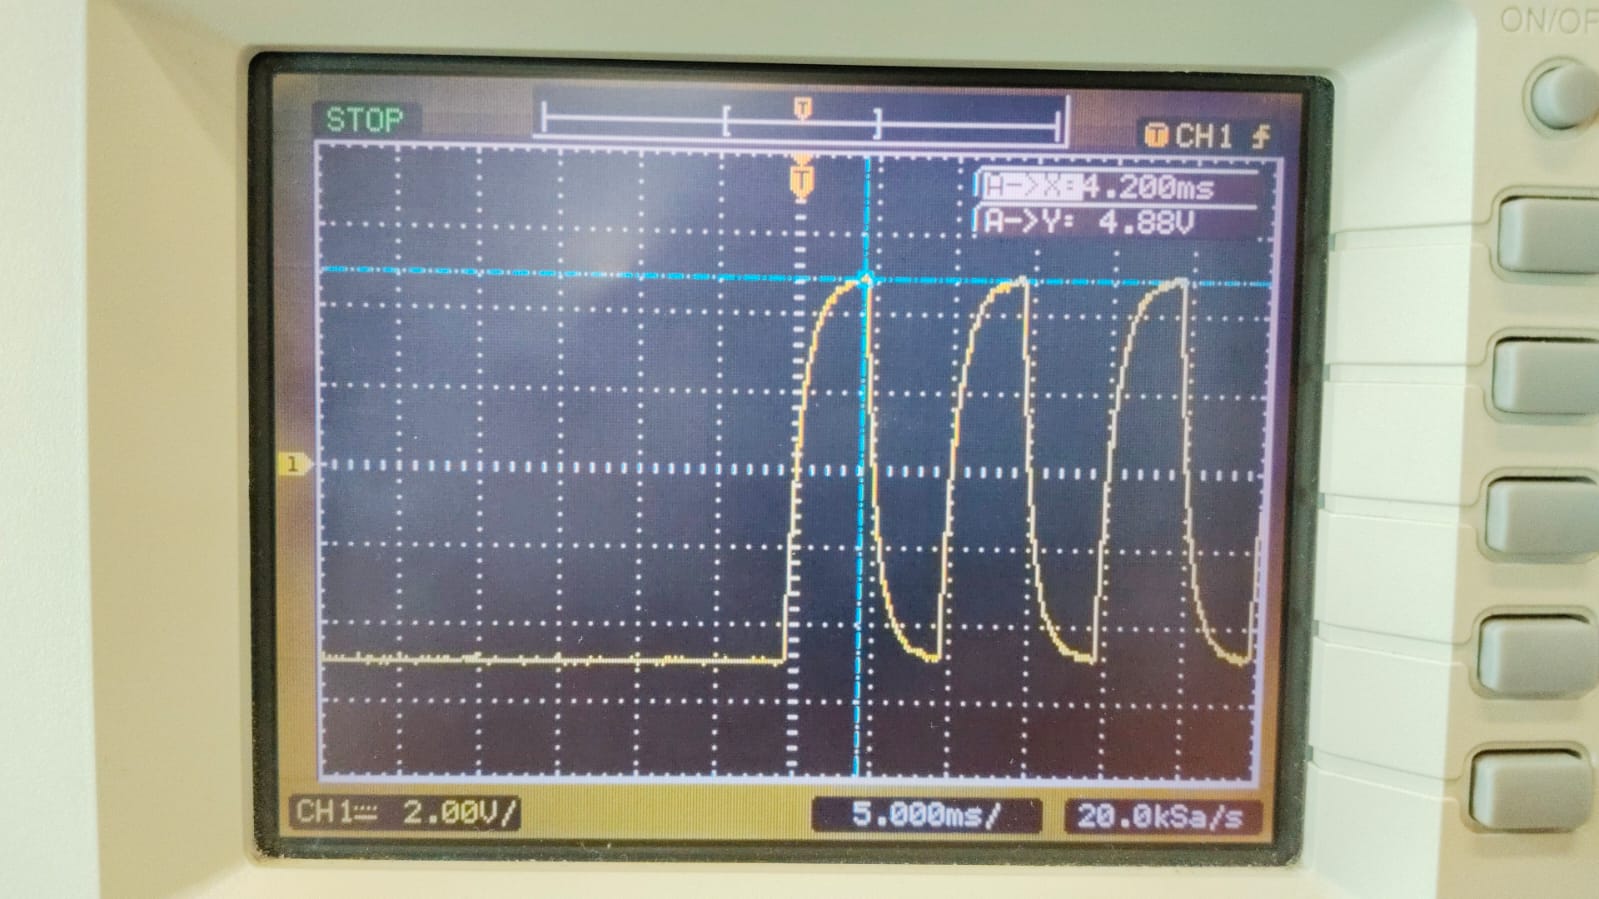 ON/OF
STOP
T
T CH1
T
A->X:4.200ms
A->Y: 4.88V
1
CH1 2.00V/
5.000ms/
20.0kSa/s